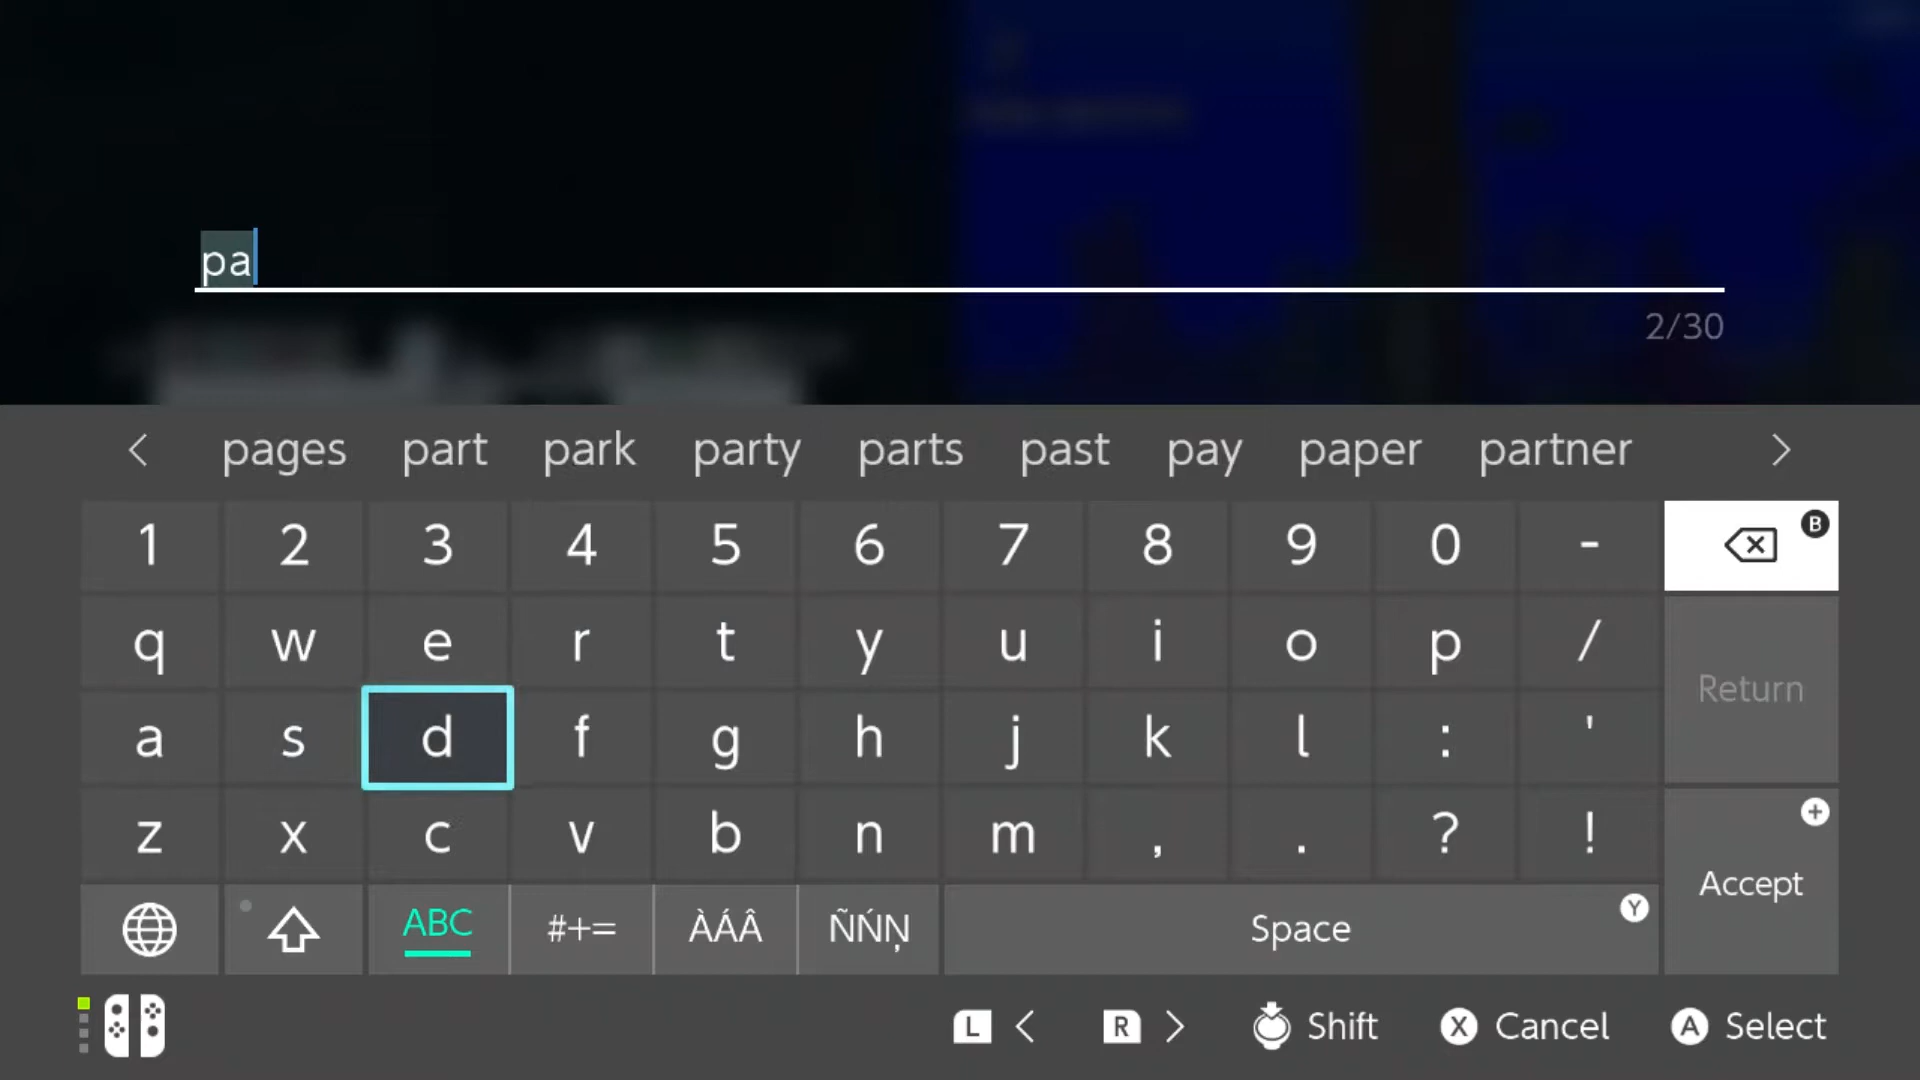 pa
2/30
< pages part park party parts past pay paper partner >
1 2 3 4 5 6 7 8 9 0 - B
q w e r t y u i o p /
Return
a s d f g h j k l : '
z x c v b n m , . ? ! +
Accept
ABC #+= ÀÁÂ ÑŃŅ Space Y
L < R > Shift X Cancel A Select